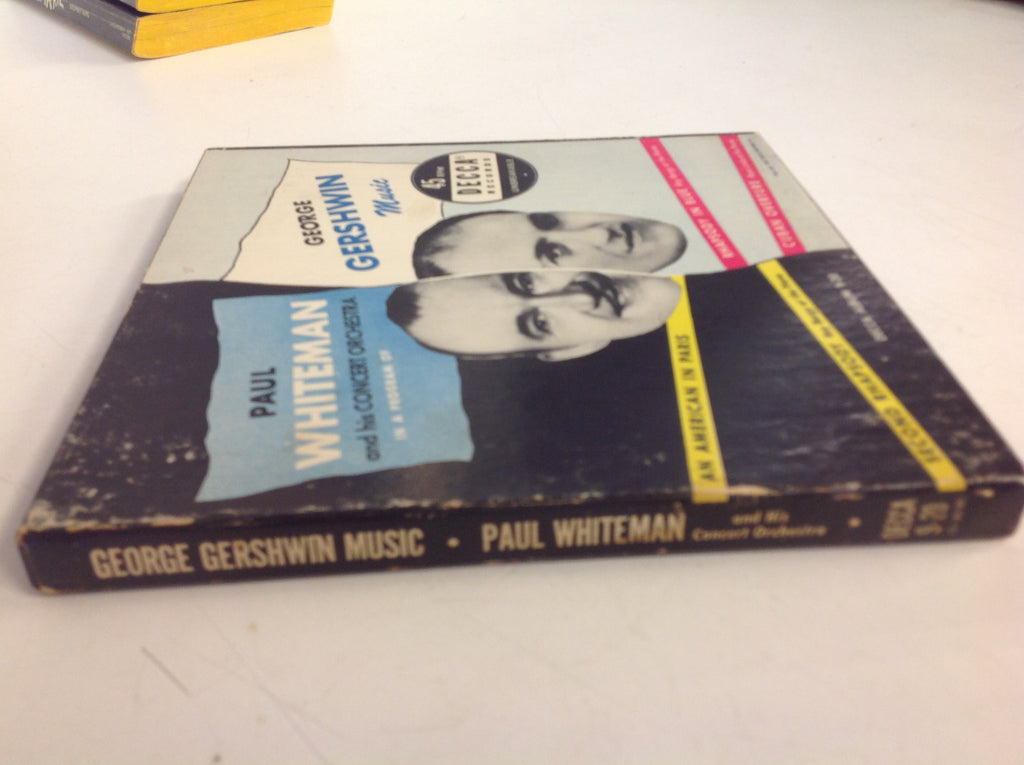 GEORGE
GERSHWIN
Music
45 RPM
DECCA
RECORDS
PAUL
WHITEMAN
and his CONCERT ORCHESTRA
IN A PROGRAM OF
RHAPSODY IN BLUE
CUBAN OVERTURE
AN AMERICAN IN PARIS
SECOND RHAPSODY
GEORGE GERSHWIN MUSIC • PAUL WHITEMAN and His
Concert Orchestra •
DECCA